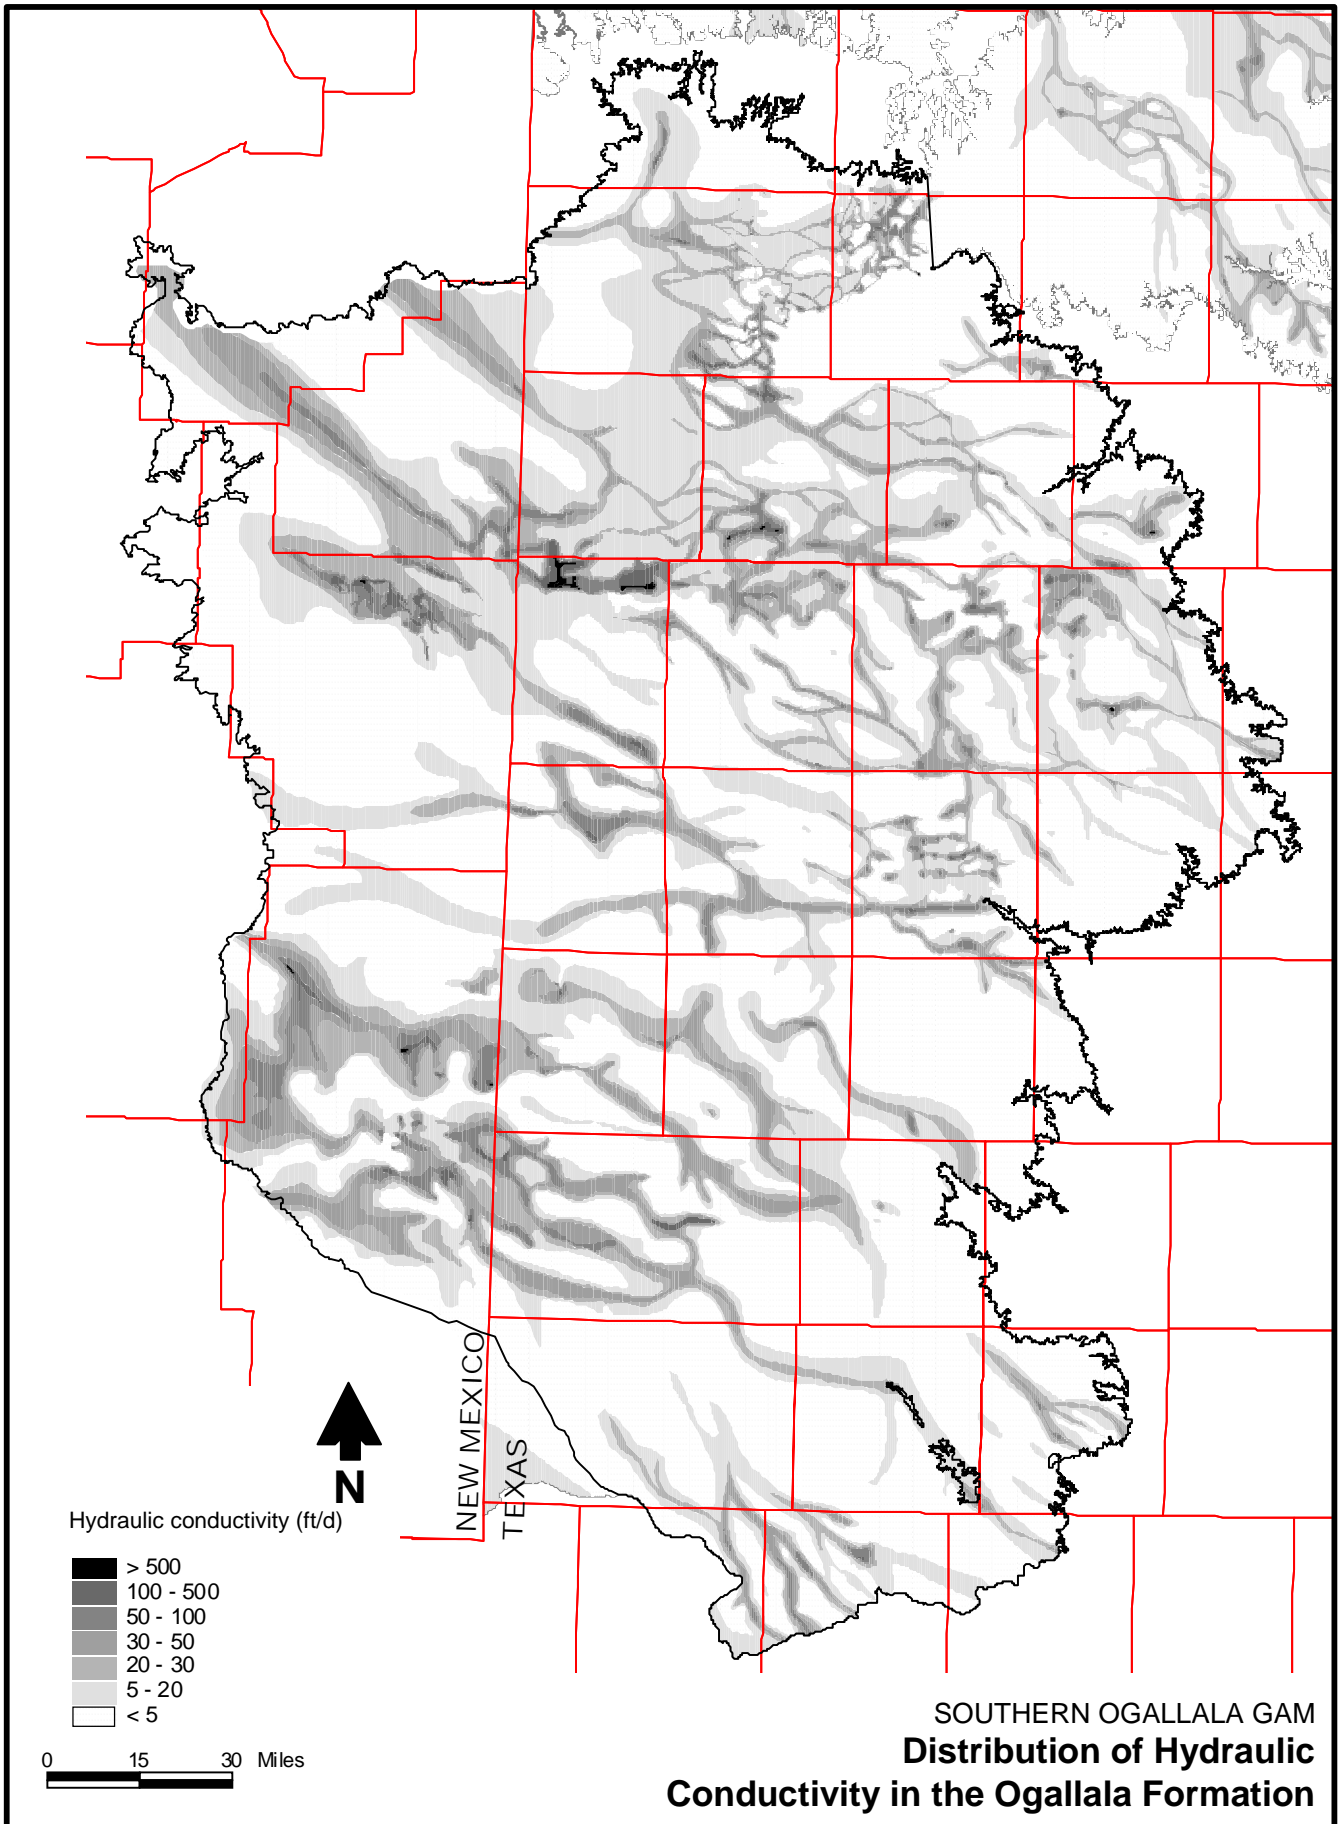 NEW MEXICO
TEXAS
N
Hydraulic conductivity (ft/d)
> 500
100 - 500
50 - 100
30 - 50
20 - 30
5 - 20
< 5
0 15 30 Miles
SOUTHERN OGALLALA GAM
Distribution of Hydraulic
Conductivity in the Ogallala Formation